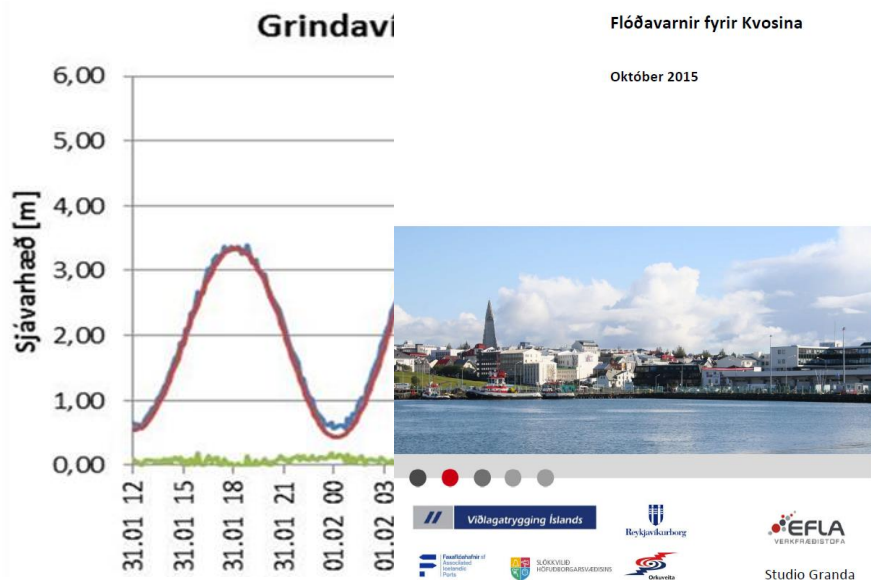 Grindaví
Sjávarhæð [m]
6,00
5,00
4,00
3,00
2,00
1,00
0,00
31.01 12
31.01 15
31.01 18
31.01 21
01.02 00
01.02 03
Flóðavarnir fyrir Kvosina
Október 2015
Viðlagatrygging Íslands
Reykjavíkurborg
EFLA
VERKFRÆÐISTOFA
Faxaflóahafnir sf
Associated
Icelandic
Ports
SLÖKKVILIÐ
HÖFUÐBORGARSVÆÐISINS
Orkuveita
Studio Granda